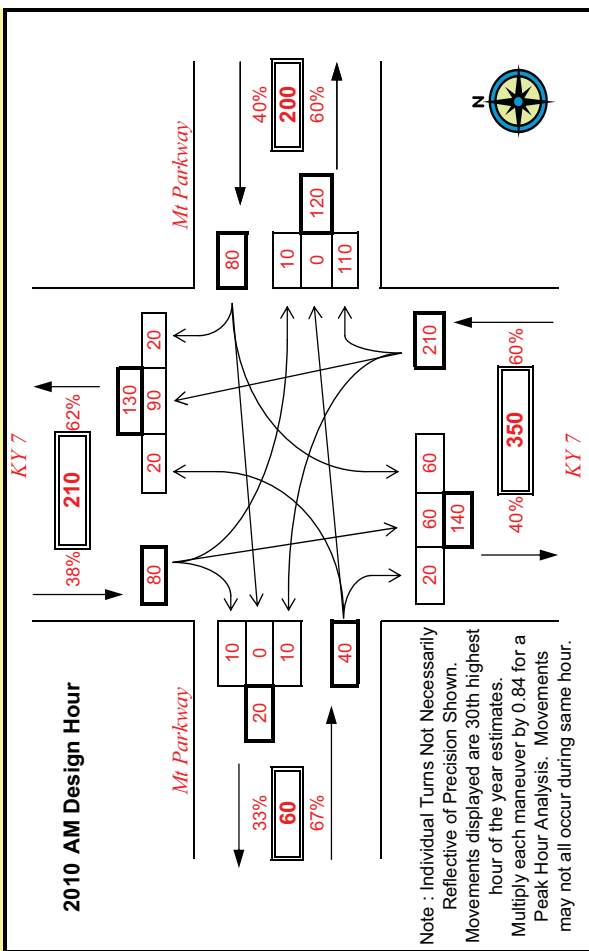 2010 AM Design Hour
KY 7
38%
210
62%
80
130
20
90
20
Mt Parkway
Mt Parkway
40%
200
60%
80
10
0
110
120
N
33%
60
67%
20
10
0
10
40
20
60
60
140
210
40%
350
60%
KY 7
Note : Individual Turns Not Necessarily
Reflective of Precision Shown.
Movements displayed are 30th highest
hour of the year estimates.
Multiply each maneuver by 0.84 for a
Peak Hour Analysis. Movements
may not all occur during same hour.